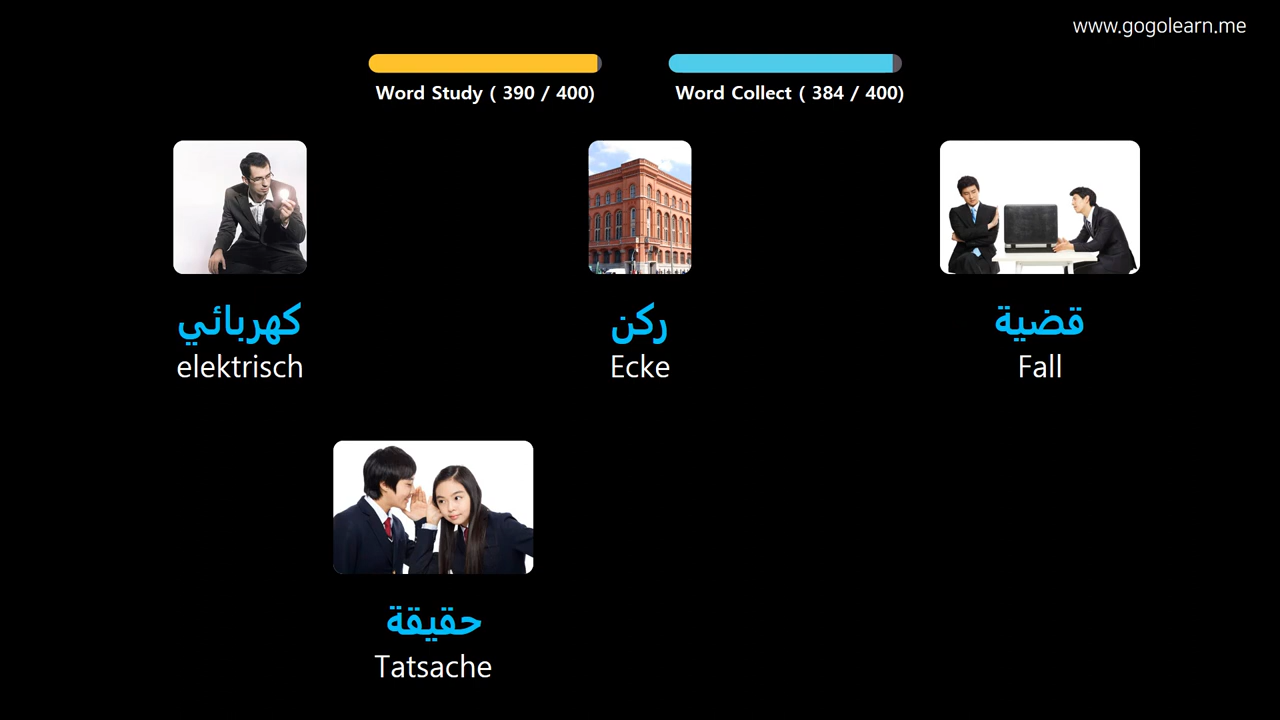 www.gogolearn.me
Word Study ( 390 / 400)
Word Collect ( 384 / 400)
كهربائي
elektrisch
ركن
Ecke
قضية
Fall
حقيقة
Tatsache